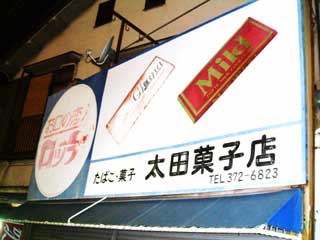 お口の恋人
ロッテ
Ghana
Mild
たばこ・菓子 太田菓子店
TEL 372-6823